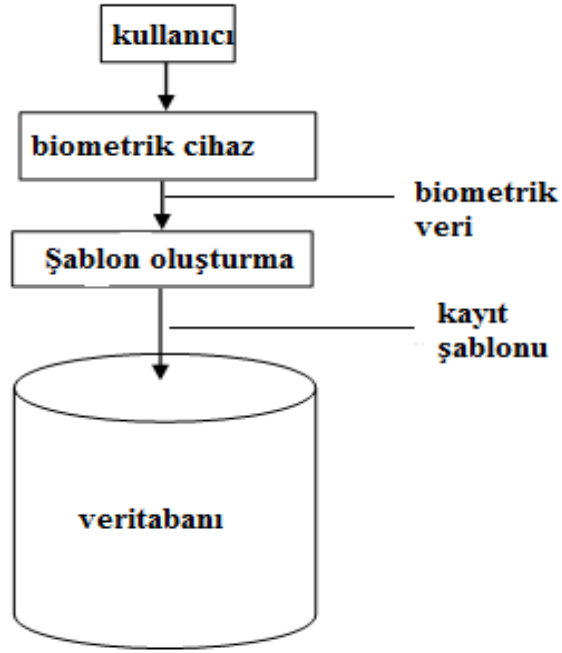 kullanıcı
biometrik cihaz
biometrik
veri
Şablon oluşturma
kayıt
şablonu
veritabanı